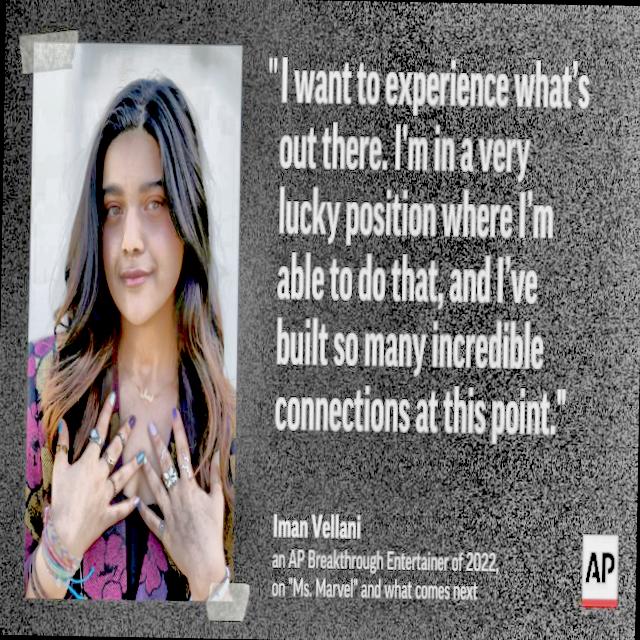 "I want to experience what's
out there. I'm in a very
lucky position where I'm
able to do that, and I've
built so many incredible
connections at this point."
Iman Vellani
an AP Breakthrough Entertainer of 2022,
on "Ms. Marvel" and what comes next
AP